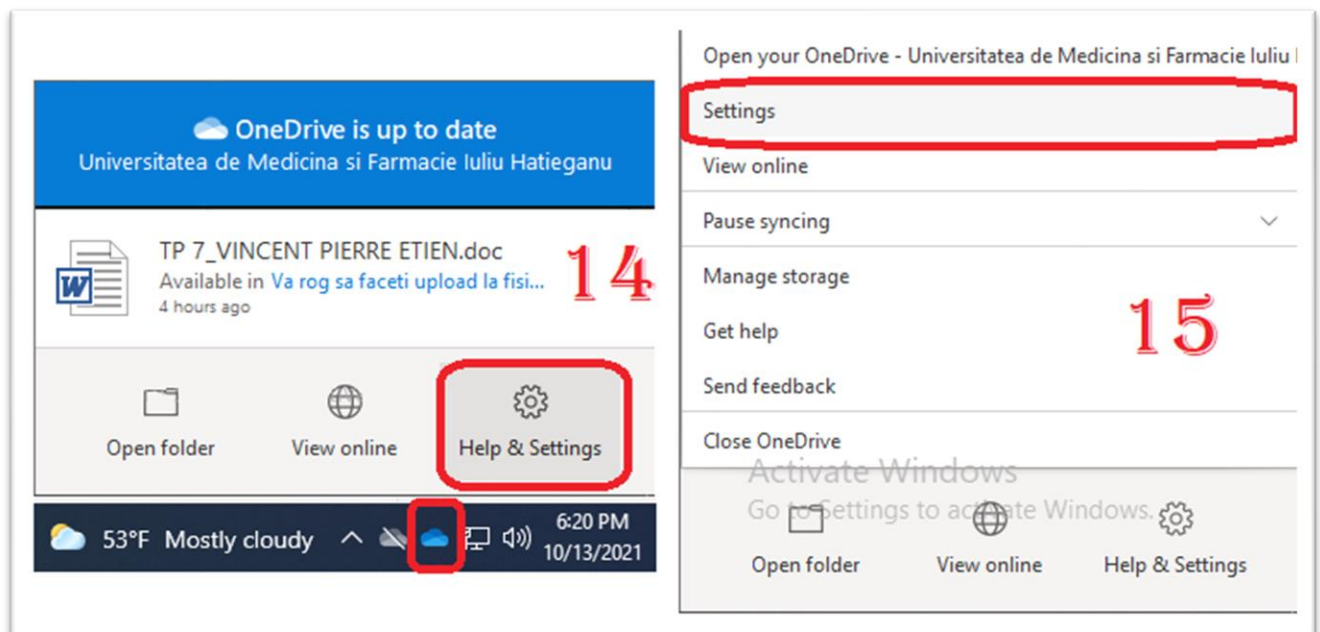 OneDrive is up to date
Universitatea de Medicina si Farmacie Iuliu Hatieganu
W
TP 7_VINCENT PIERRE ETIEN.doc
Available in Va rog sa faceti upload la fisi...
4 hours ago
14
Open folder View online Help & Settings
53°F Mostly cloudy
6:20 PM
10/13/2021
Open your OneDrive - Universitatea de Medicina si Farmacie Iuliu
Settings
View online
Pause syncing
Manage storage
Get help
15
Send feedback
Close OneDrive
Activate Windows
Go to Settings to activate Windows.
Open folder View online Help & Settings